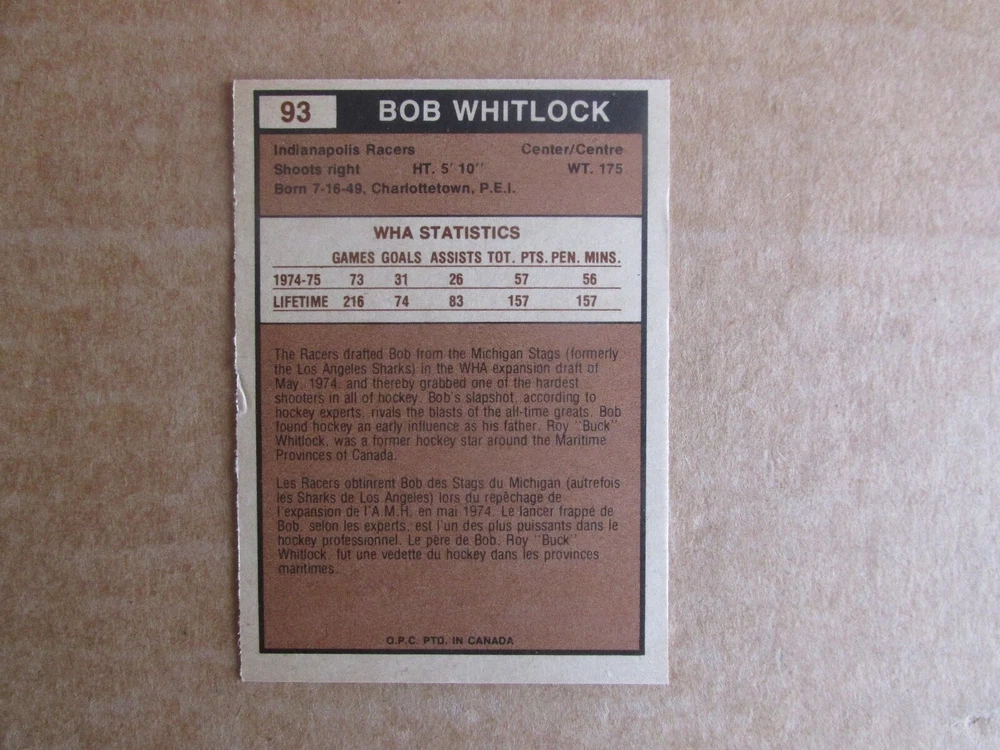 93 BOB WHITLOCK
Indianapolis Racers Center/Centre
Shoots right HT. 5' 10'' WT. 175
Born 7-16-49, Charlottetown, P.E.I.
WHA STATISTICS
GAMES GOALS ASSISTS TOT. PTS. PEN. MINS.
1974-75 73 31 26 57 56
LIFETIME 216 74 83 157 157
The Racers drafted Bob from the Michigan Stags (formerly
the Los Angeles Sharks) in the WHA expansion draft of
May, 1974, and thereby grabbed one of the hardest
shooters in all of hockey. Bob's slapshot, according to
hockey experts, rivals the blasts of the all-time greats. Bob
found hockey an early influence as his father, Roy "Buck"
Whitlock, was a former hockey star around the Maritime
Provinces of Canada.
Les Racers obtinrent Bob des Stags du Michigan (autrefois
les Sharks de Los Angeles) lors du repêchage de
l'expansion de l'A.M.H. en mai 1974. Le lancer frappé de
Bob, selon les experts, est l'un des plus puissants dans le
hockey professionnel. Le père de Bob, Roy "Buck"
Whitlock, fut une vedette du hockey dans les provinces
maritimes.
O.P.C. PTD. IN CANADA